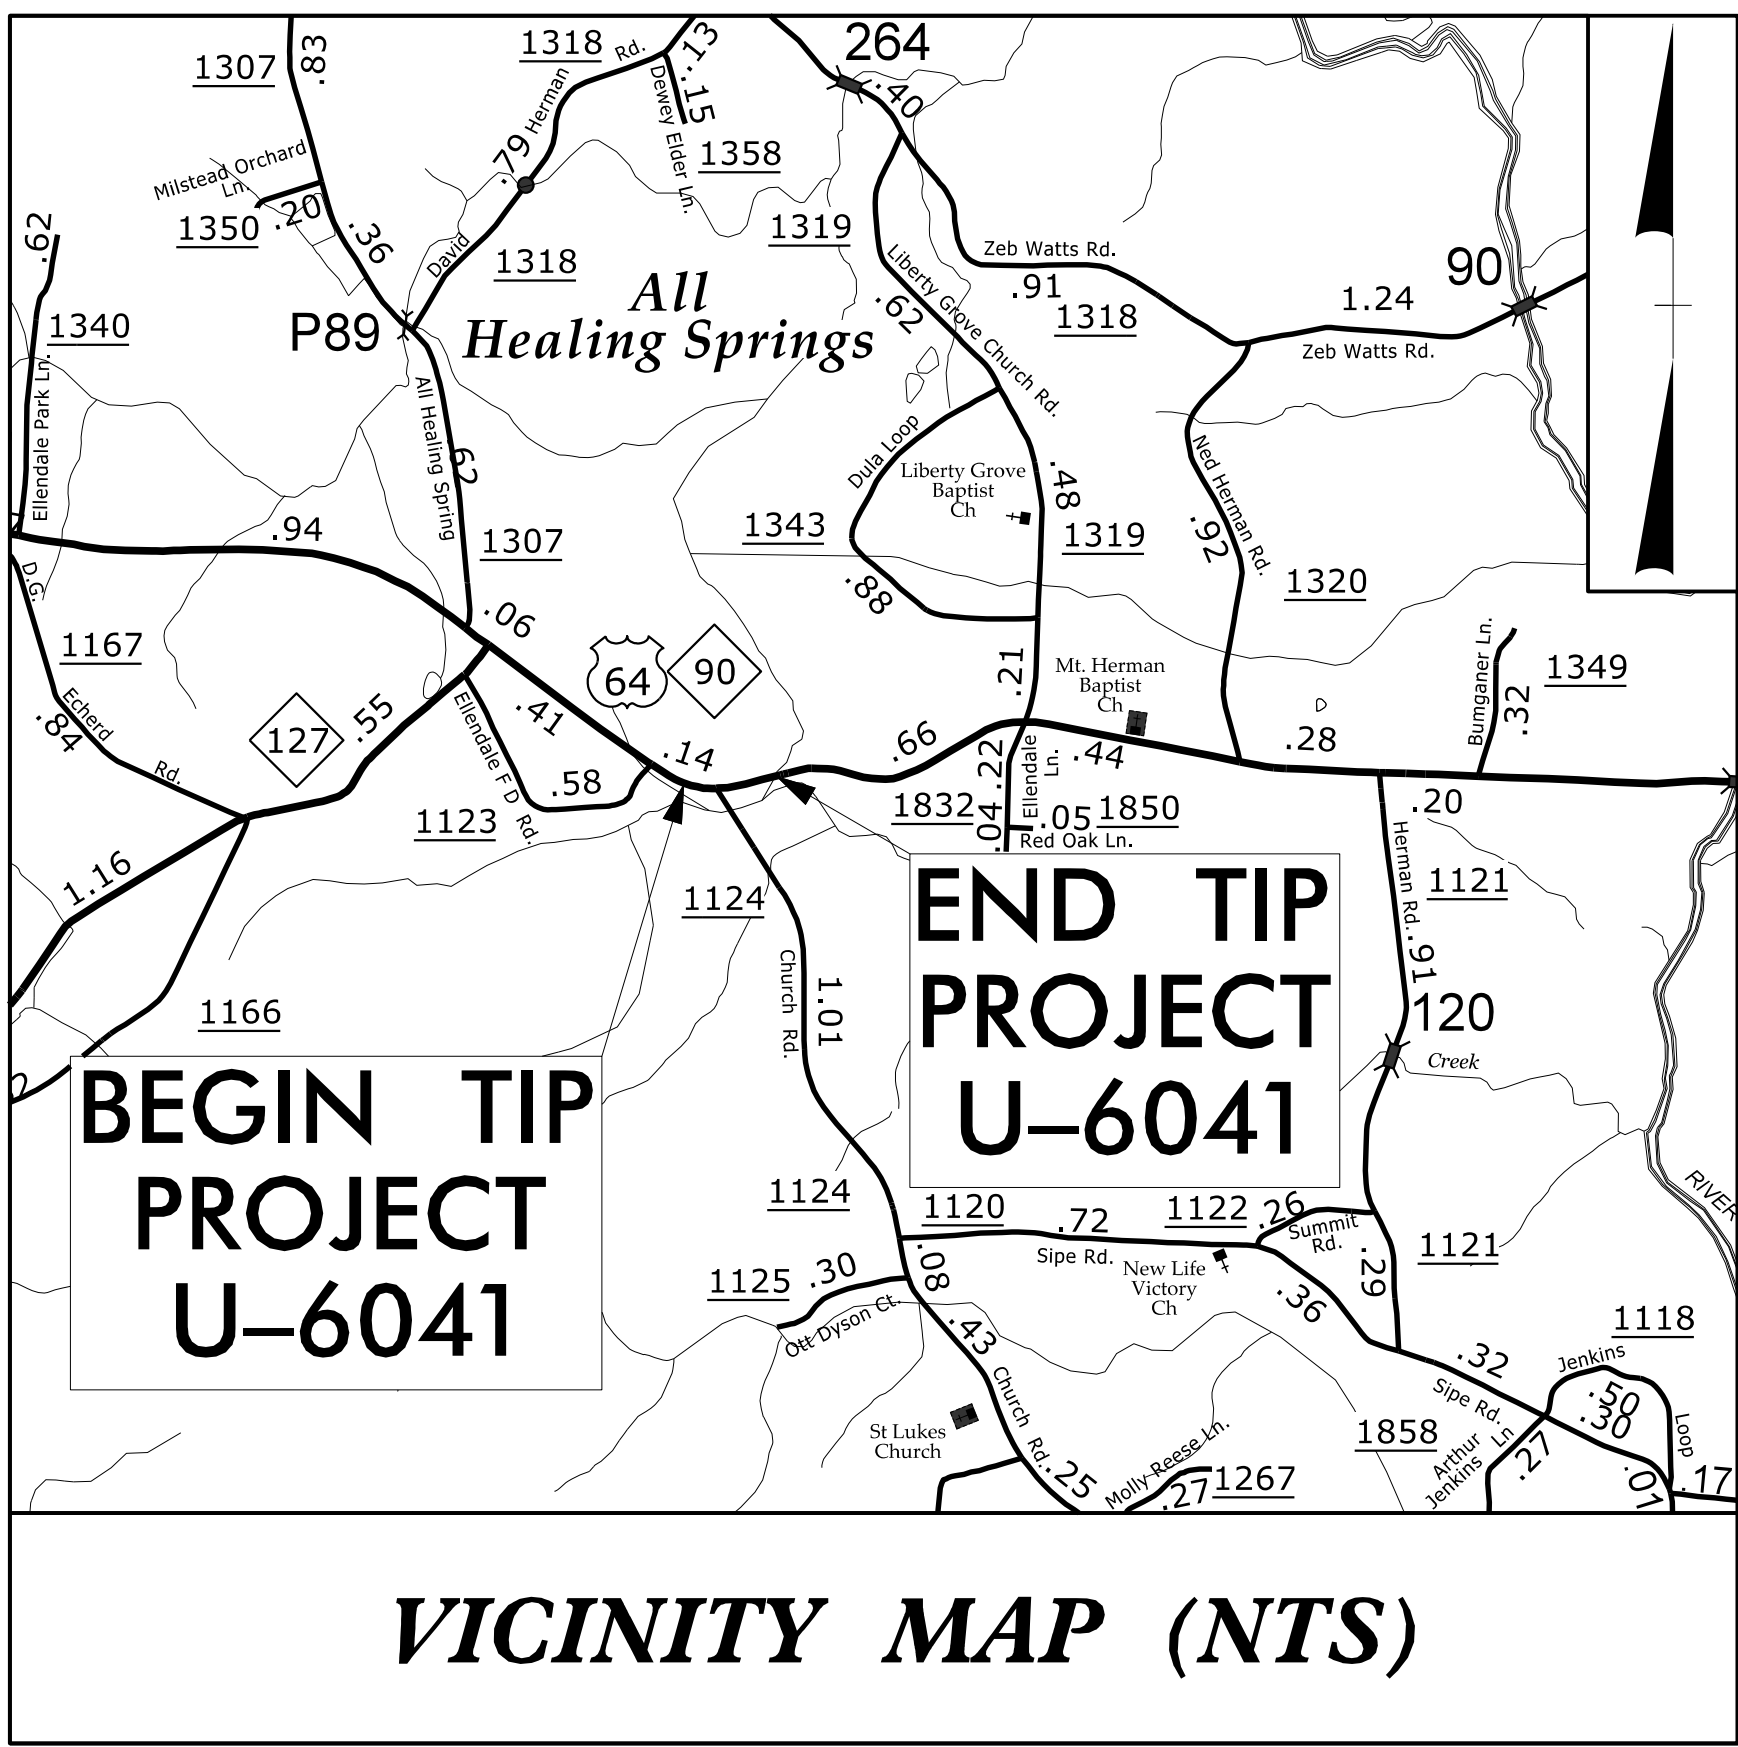 1307
.83
1318
Rd.
.13
264
.40
Herman
.79
Dewey Elder Ln.
.15
1358
Milstead Orchard
Ln.
1350
.20
.36
.62
1319
David
1318
Zeb Watts Rd.
.91
1318
90
1.24
Zeb Watts Rd.
All
Healing Springs
P89
1340
Ellendale Park Ln.
Liberty Grove Church Rd.
.62
All Healing Spring
.62
Dula Loop
Liberty Grove
Baptist
Ch
.48
Ned Herman Rd.
.92
.94
1307
1343
1319
1320
.88
D.G.
.06
1167
64
90
.21
Mt. Herman
Baptist
Ch
Bumganer Ln.
.32
1349
Echerd
.84
Rd.
127
.55
Ellendale F D Rd.
.41
.14
.58
.66
.22
Ellendale
Ln.
.44
.28
1123
1832
.04
.05
1850
Red Oak Ln.
.20
1.16
1124
Herman Rd.
.91
1121
END TIP
PROJECT
U–6041
Church Rd.
1.01
1166
120
Creek
BEGIN TIP
PROJECT
U–6041
1124
1120
.72
Sipe Rd.
1122
.26
Summit
Rd.
.29
1121
RIVER
1125
.30
Ott Dyson Ct.
.08
New Life
Victory
Ch
.36
1118
.43
Church Rd.
.32
Sipe Rd.
Jenkins
Loop
.50
.30
St Lukes
Church
1858
Arthur
Jenkins
Ln
.27
.25
Molly Reese Ln.
.27
1267
.01
.17
VICINITY MAP (NTS)